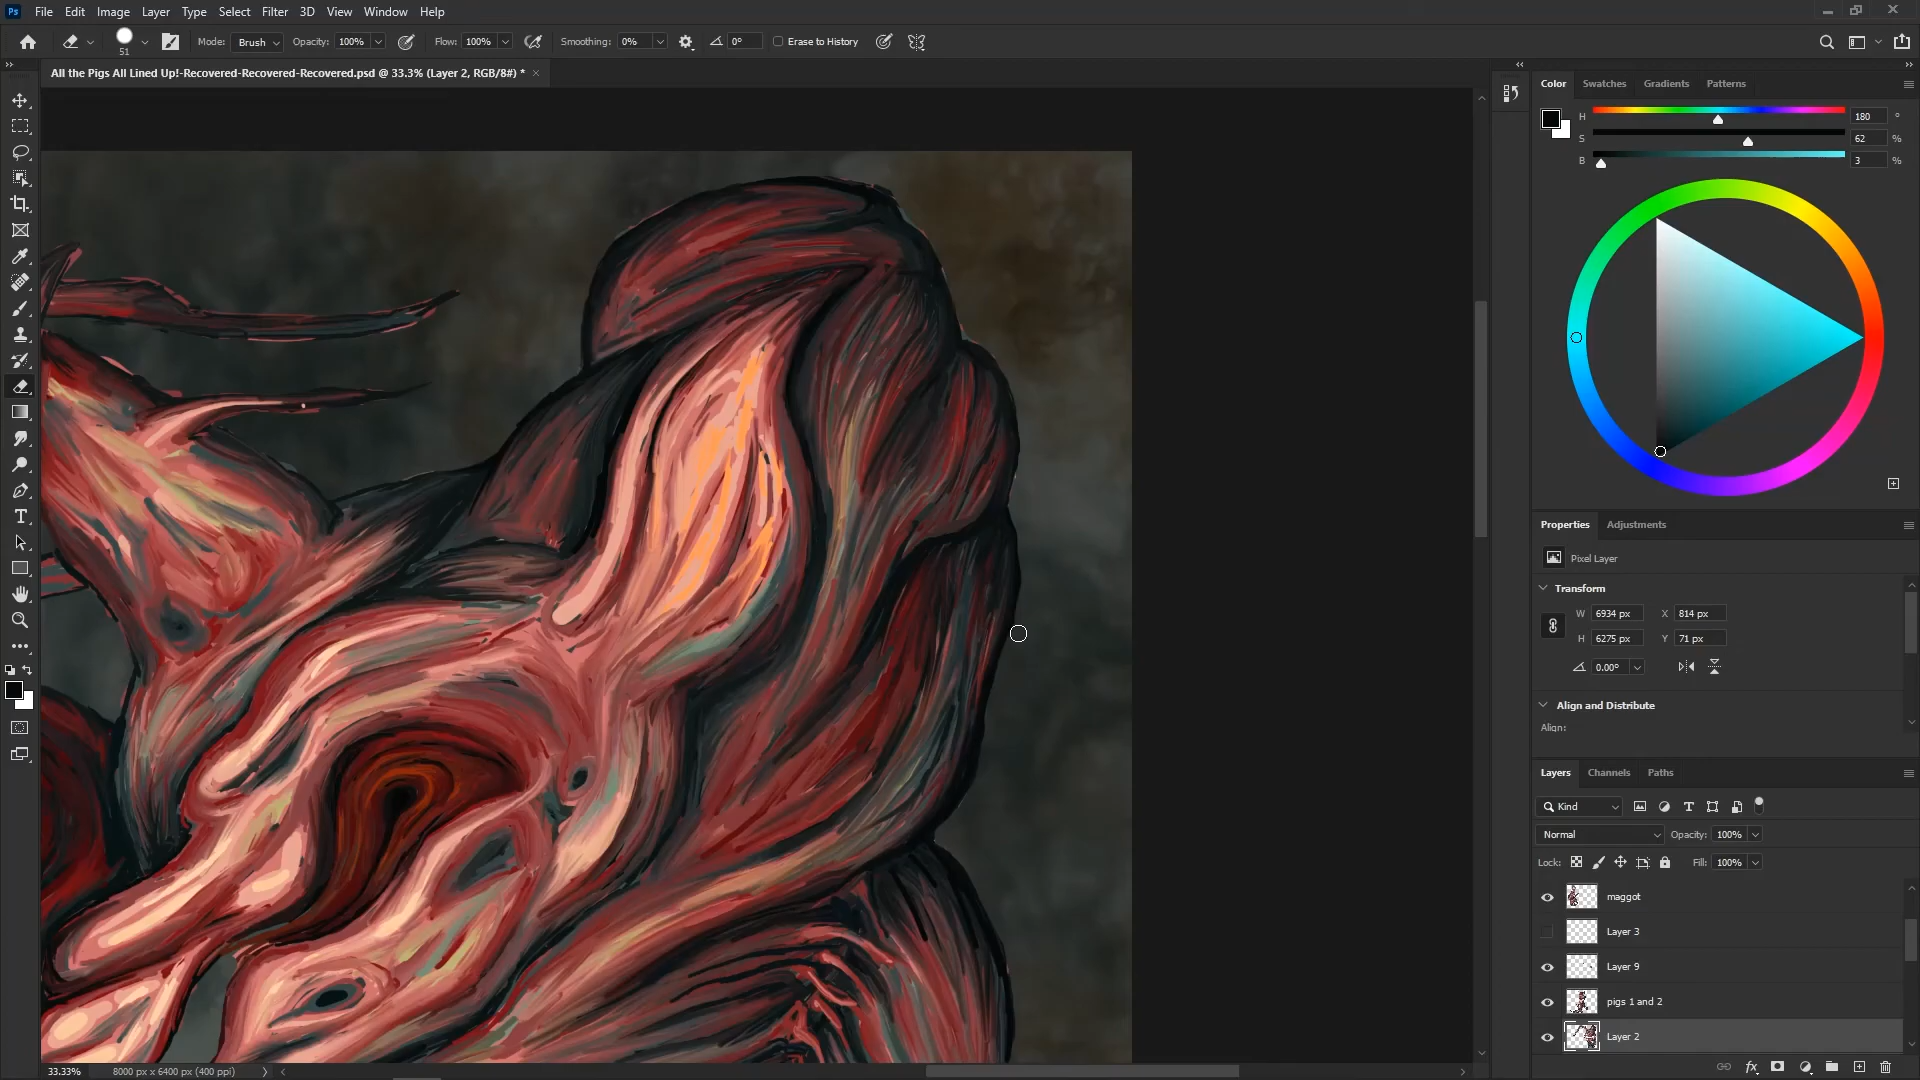 Ps File Edit Image Layer Type Select Filter 3D View Window Help
51 Mode: Brush Opacity: 100% Flow: 100% Smoothing: 0% 0° Erase to History
All the Pigs All Lined Up!-Recovered-Recovered-Recovered.psd @ 33.3% (Layer 2, RGB/8#) * ×
Color Swatches Gradients Patterns
H 180 °
S 62 %
B 3 %
Properties Adjustments
Pixel Layer
Transform
W 6934 px X 814 px
H 6275 px Y 71 px
0.00°
Align and Distribute
Align:
Layers Channels Paths
Kind
Normal Opacity: 100%
Lock: Fill: 100%
maggot
Layer 3
Layer 9
pigs 1 and 2
Layer 2
33.33% 8000 px x 6400 px (400 ppi)